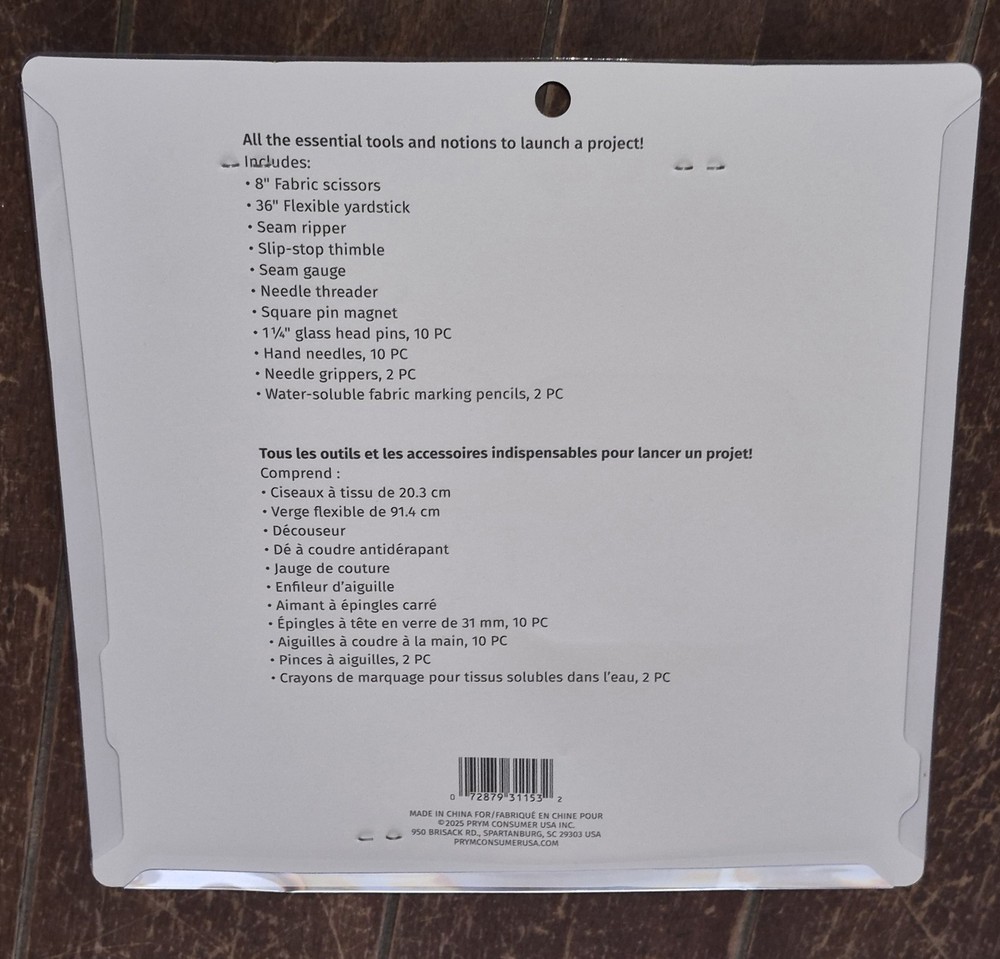 All the essential tools and notions to launch a project!
Includes:
• 8" Fabric scissors
• 36" Flexible yardstick
• Seam ripper
• Slip-stop thimble
• Seam gauge
• Needle threader
• Square pin magnet
• 1¼" glass head pins, 10 PC
• Hand needles, 10 PC
• Needle grippers, 2 PC
• Water-soluble fabric marking pencils, 2 PC
Tous les outils et les accessoires indispensables pour lancer un projet!
Comprend :
• Ciseaux à tissu de 20.3 cm
• Verge flexible de 91.4 cm
• Découseur
• Dé à coudre antidérapant
• Jauge de couture
• Enfileur d’aiguille
• Aimant à épingles carré
• Épingles à tête en verre de 31 mm, 10 PC
• Aiguilles à coudre à la main, 10 PC
• Pinces à aiguilles, 2 PC
• Crayons de marquage pour tissus solubles dans l’eau, 2 PC
0 72879 31153 2
MADE IN CHINA FOR/FABRIQUÉ EN CHINE POUR
©2025 PRYM CONSUMER USA INC.
950 BRISACK RD., SPARTANBURG, SC 29303 USA
PRYMCONSUMERUSA.COM